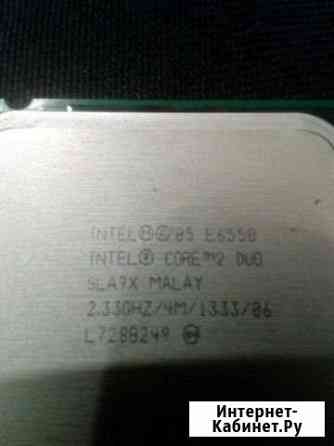 INTEL Ⓜ©'05 E6550
INTEL® CORE™2 DUO
SLA9X MALAY
2.33GHZ/4M/1333/06
L728B249
Интернет-
Кабинет.Ру